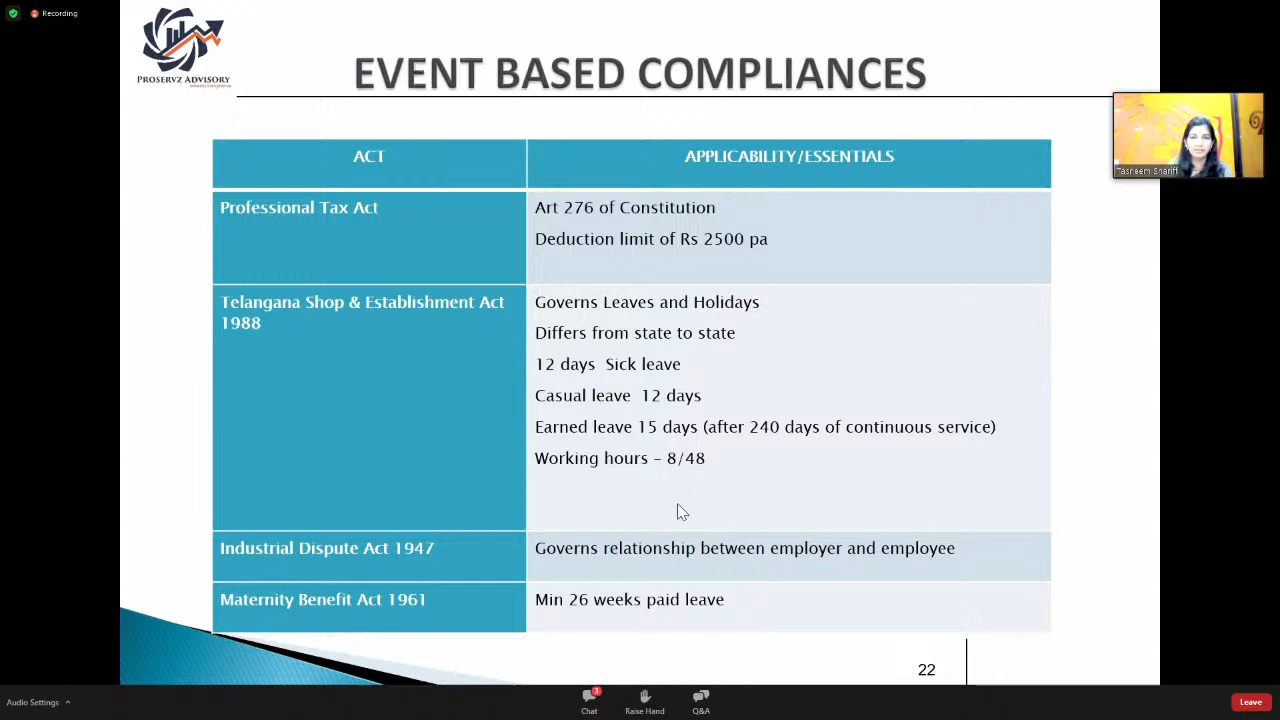 Recording
PROSERVZ ADVISORY
towards compliance
EVENT BASED COMPLIANCES
ACT
APPLICABILITY/ESSENTIALS
Professional Tax Act
Art 276 of Constitution
Deduction limit of Rs 2500 pa
Telangana Shop & Establishment Act
1988
Governs Leaves and Holidays
Differs from state to state
12 days Sick leave
Casual leave 12 days
Earned leave 15 days (after 240 days of continuous service)
Working hours – 8/48
Industrial Dispute Act 1947
Governs relationship between employer and employee
Maternity Benefit Act 1961
Min 26 weeks paid leave
22
Tasneem Shariff
Audio Settings
3
Chat
Raise Hand
Q&A
Leave